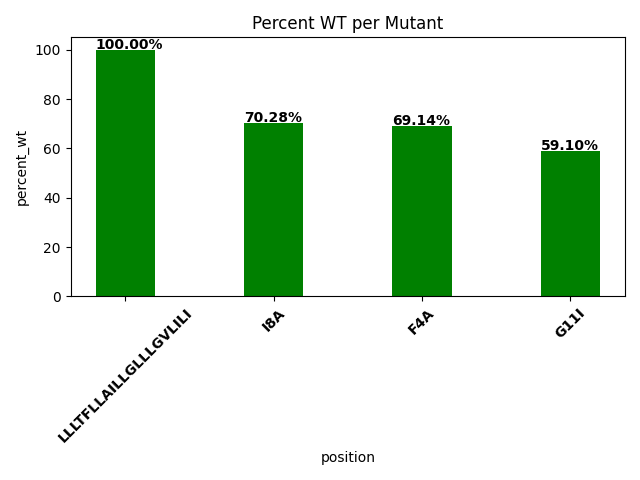 Percent WT per Mutant
percent_wt
100
80
60
40
20
0
100.00%
70.28%
69.14%
59.10%
LLLTFLLAILLGLLLGVLILI
I8A
F4A
G11I
position